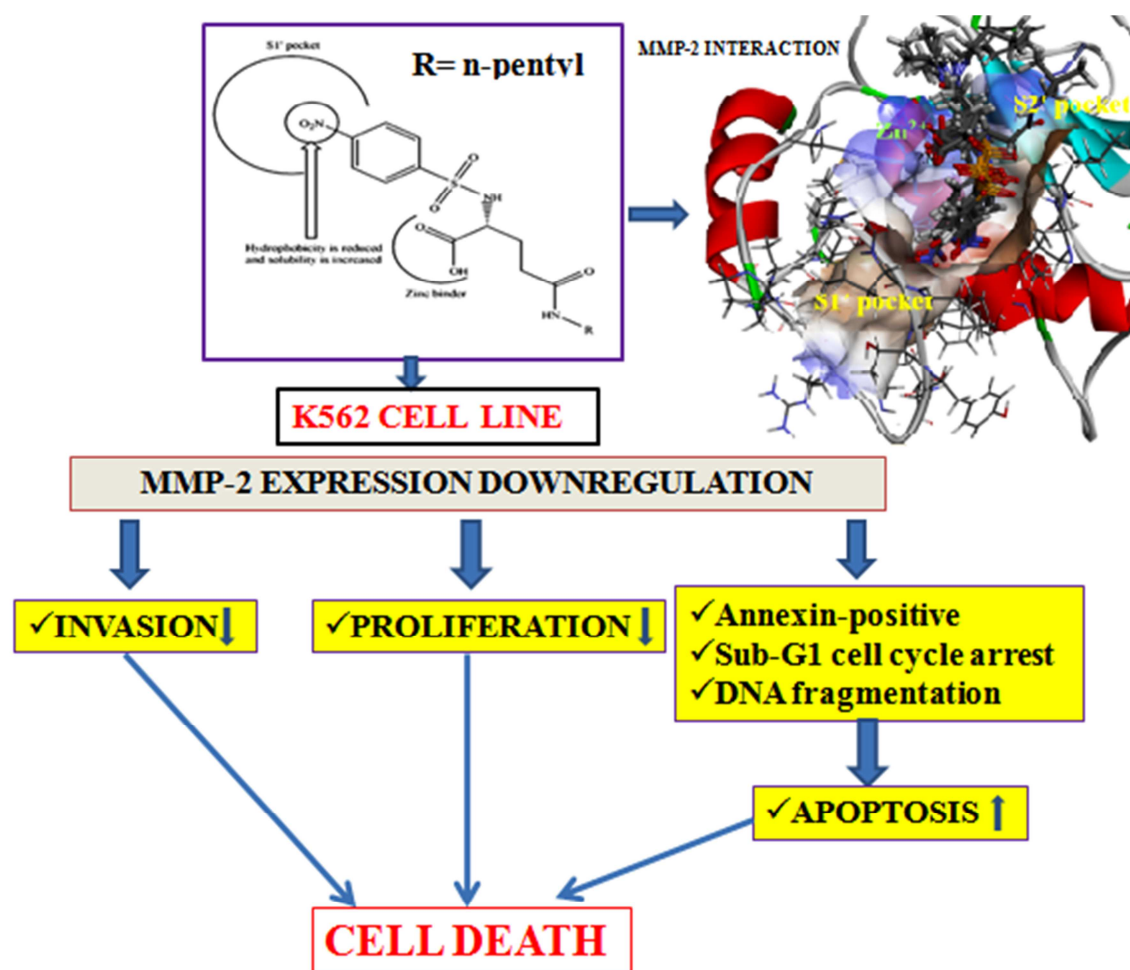 S1' pocket
R= n-pentyl
O₂N
O
S
O
NH
O
OH
Hydrophobicity is reduced
and solubility is increased
Zinc binder
O
HN
R
MMP-2 INTERACTION
S2' pocket
Zn²⁺
S1' pocket
K562 CELL LINE
MMP-2 EXPRESSION DOWNREGULATION
✓INVASION↓
✓PROLIFERATION↓
✓Annexin-positive
✓Sub-G1 cell cycle arrest
✓DNA fragmentation
✓APOPTOSIS↑
CELL DEATH